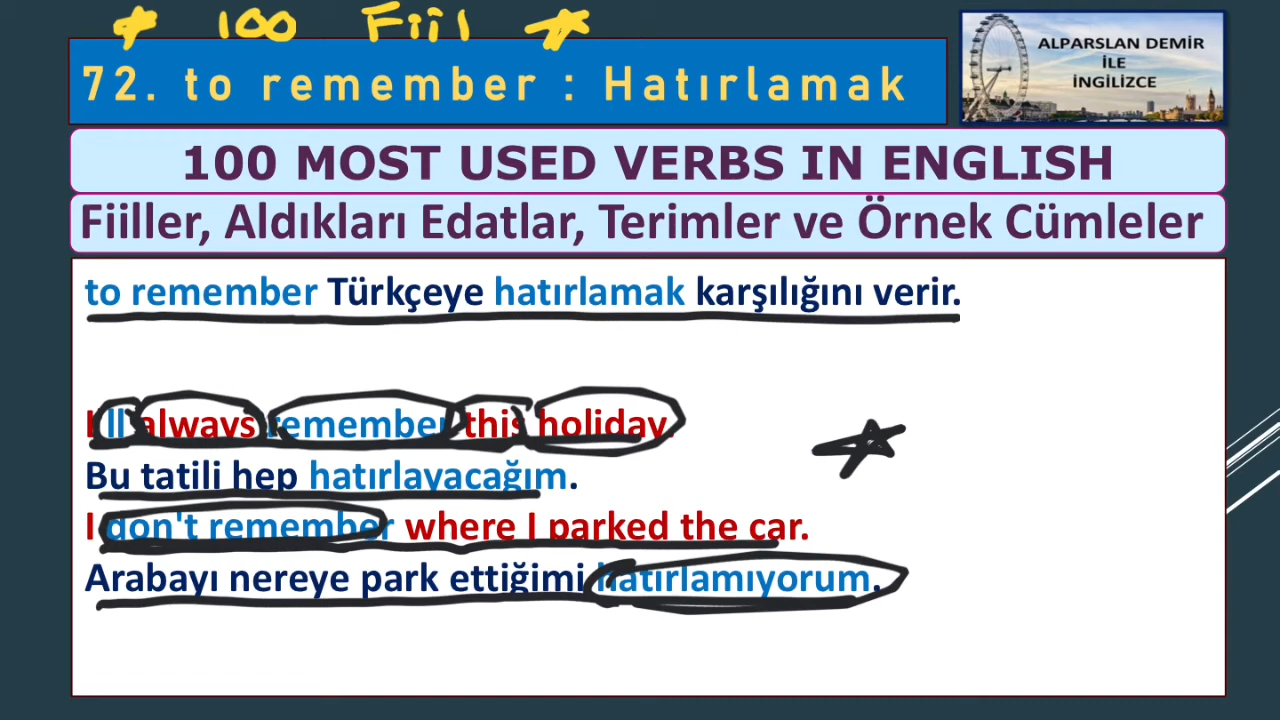 100 Fiil
72. to remember : Hatırlamak
ALPARSLAN DEMİR
İLE
İNGİLİZCE
100 MOST USED VERBS IN ENGLISH
Fiiller, Aldıkları Edatlar, Terimler ve Örnek Cümleler
to remember Türkçeye hatırlamak karşılığını verir.
I ll always remember this holiday.
Bu tatili hep hatırlayacağım.
I don't remember where I parked the car.
Arabayı nereye park ettiğimi hatırlamıyorum.